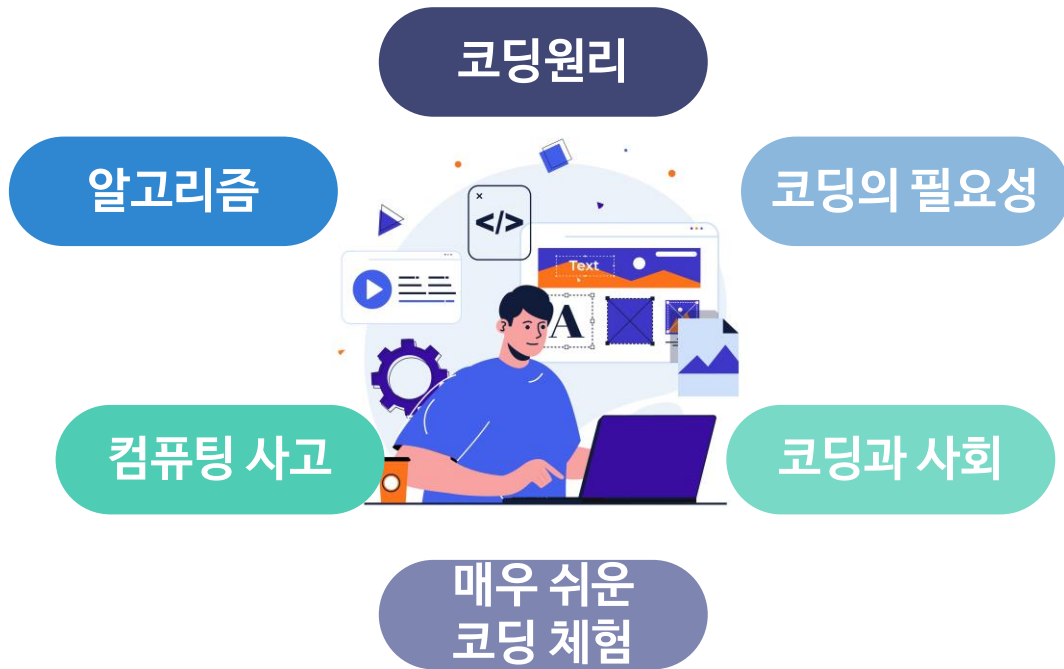 코딩원리
알고리즘
코딩의 필요성
×
</>
Text
A
컴퓨팅 사고
코딩과 사회
매우 쉬운
코딩 체험